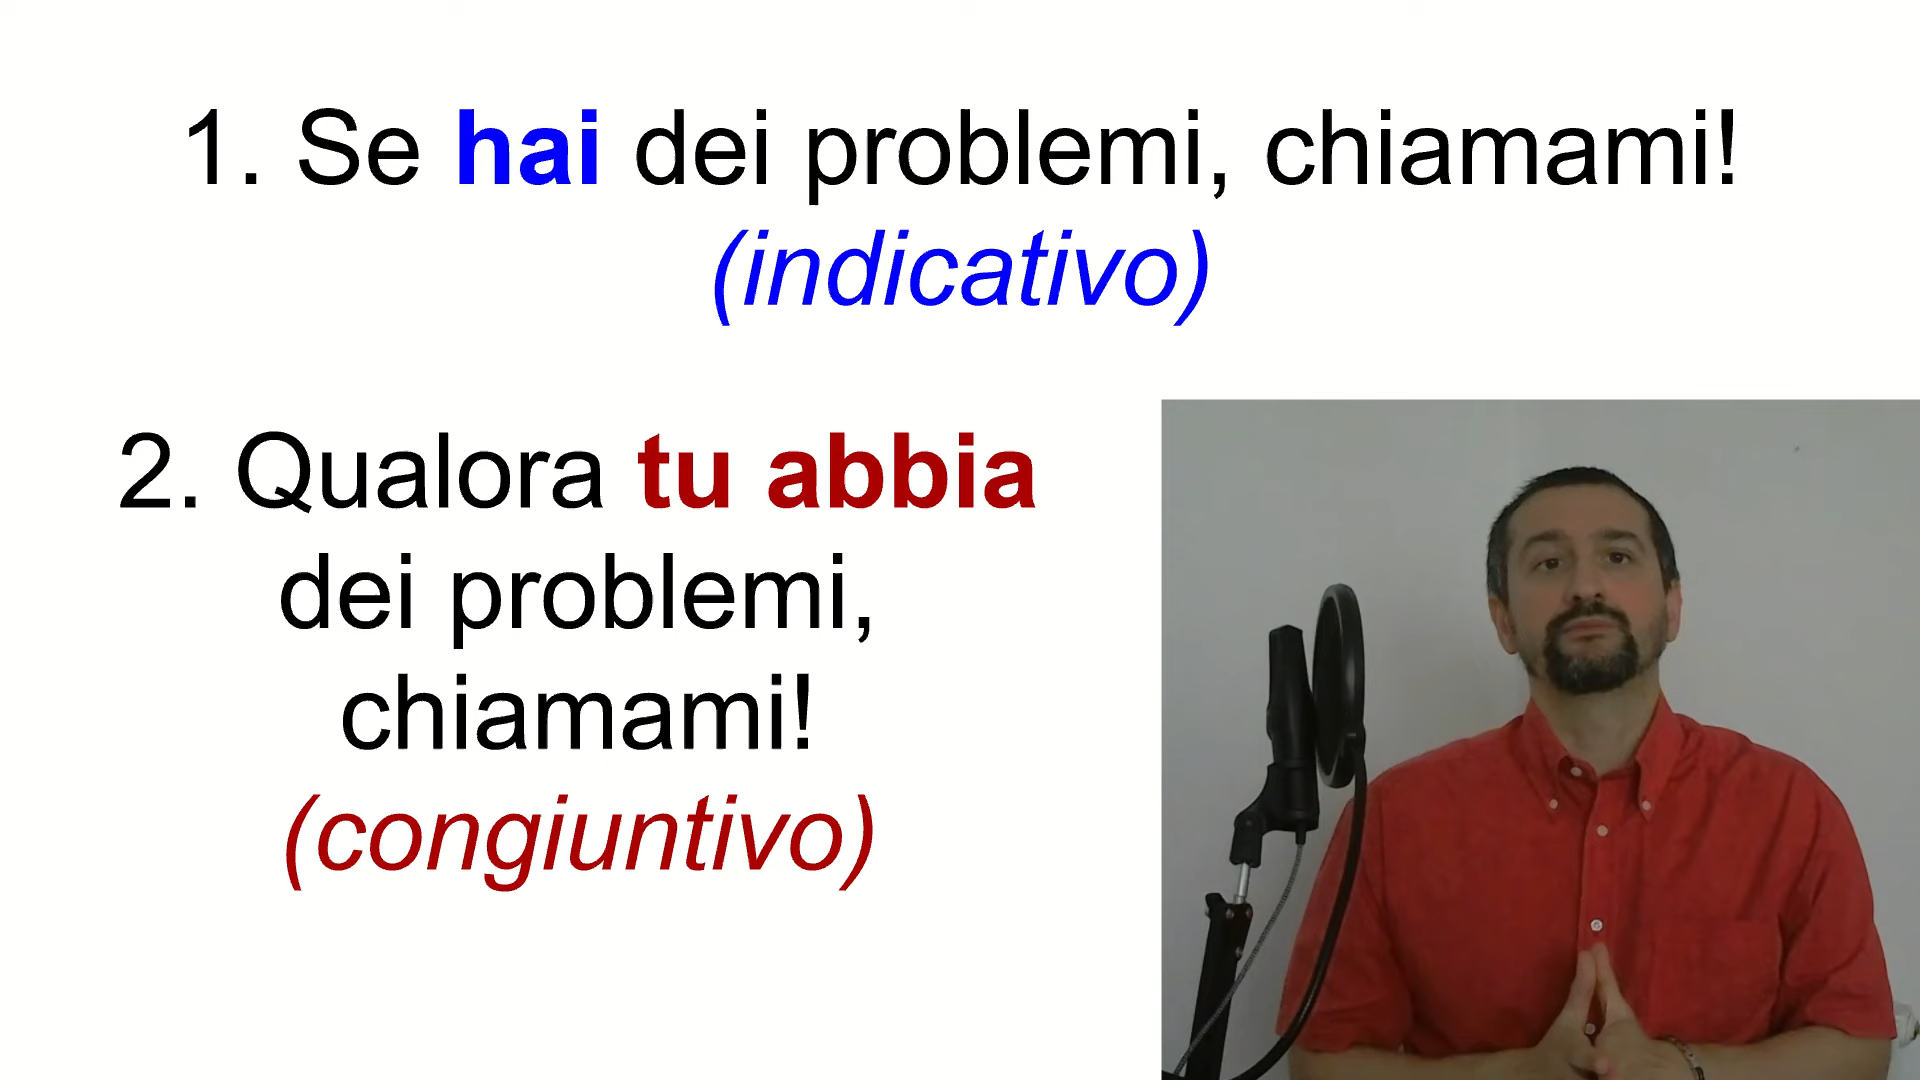 1. Se hai dei problemi, chiamami!
(indicativo)
2. Qualora tu abbia
dei problemi,
chiamami!
(congiuntivo)